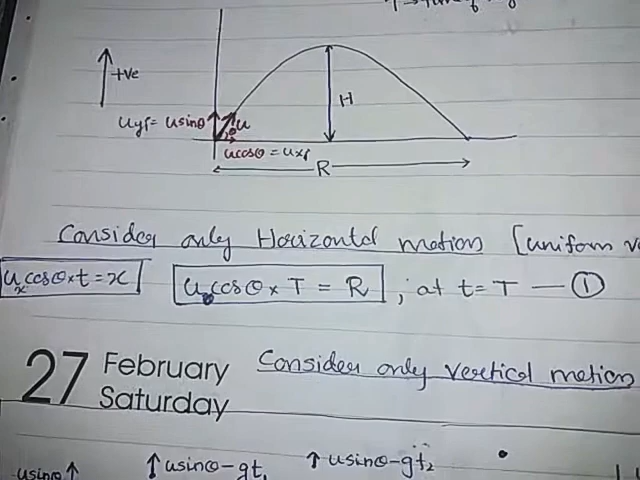 +ve
H
uyi = usinθ
u
θ
ucosθ = uxi
R
Consider only Horizontal motion [uniform
uxcosθ×t = x
u cosθ × T = R ; at t = T — ①
27 February
Saturday
Consider only vertical motion
usinθ ↑
↑ usinθ - gt1
↑ usinθ - gt2